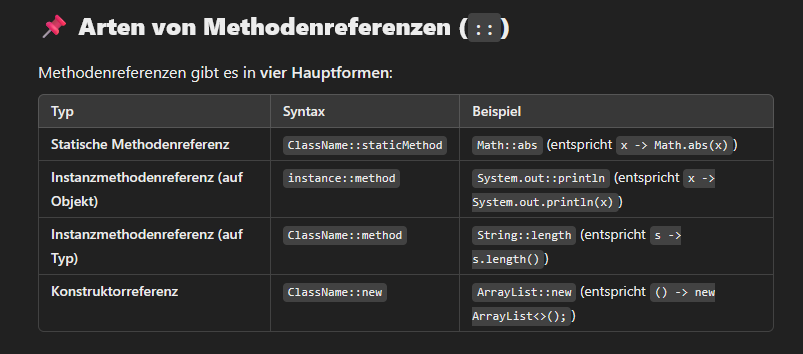 📌 Arten von Methodenreferenzen (::)
Methodenreferenzen gibt es in vier Hauptformen:
Typ Syntax Beispiel
Statische Methodenreferenz ClassName::staticMethod Math::abs (entspricht x -> Math.abs(x))
Instanzmethodenreferenz (auf ClassName instance::method System.out::println (entspricht x ->
Objekt) System.out.println(x))
Instanzmethodenreferenz (auf ClassName::method String::length (entspricht s ->
Typ) s.length())
Konstruktorreferenz ClassName::new ArrayList::new (entspricht () -> new
ArrayList<>();)